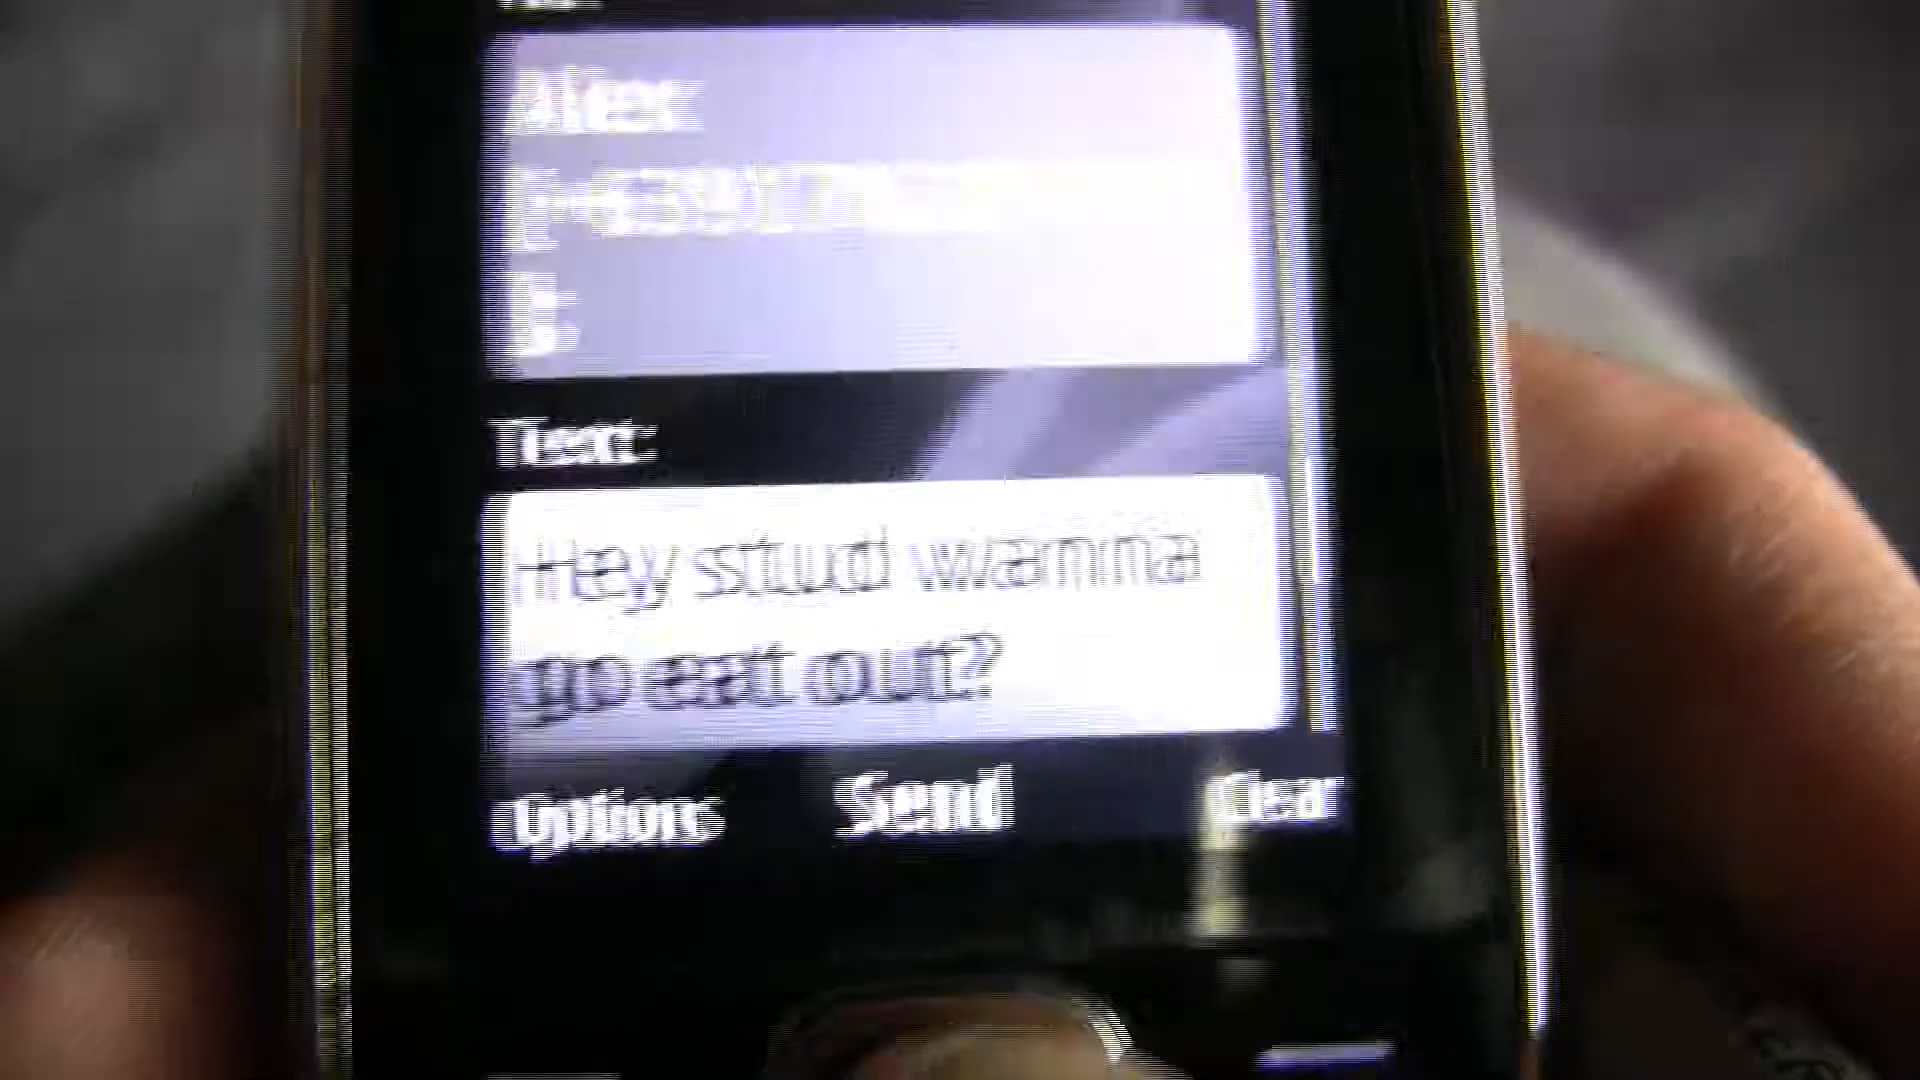 Alex
Text:
Hey stud wanna
go eat out?
Options Send Clear